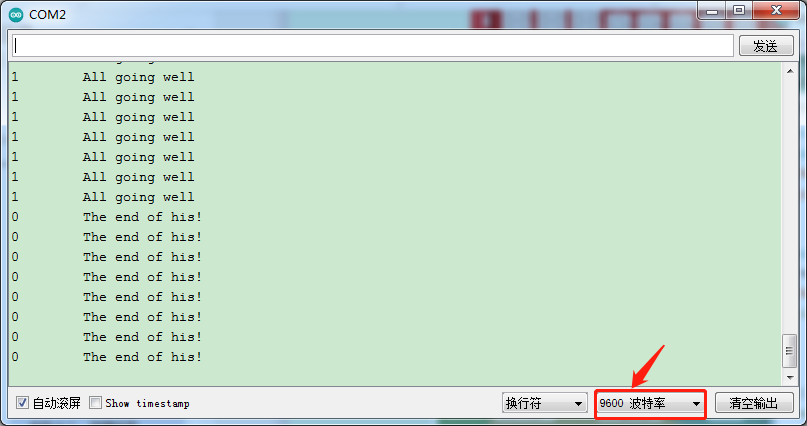 COM2
发送
1 All going well
1 All going well
1 All going well
1 All going well
1 All going well
1 All going well
1 All going well
0 The end of his!
0 The end of his!
0 The end of his!
0 The end of his!
0 The end of his!
0 The end of his!
0 The end of his!
0 The end of his!
自动滚屏 Show timestamp 换行符 9600 波特率 清空输出